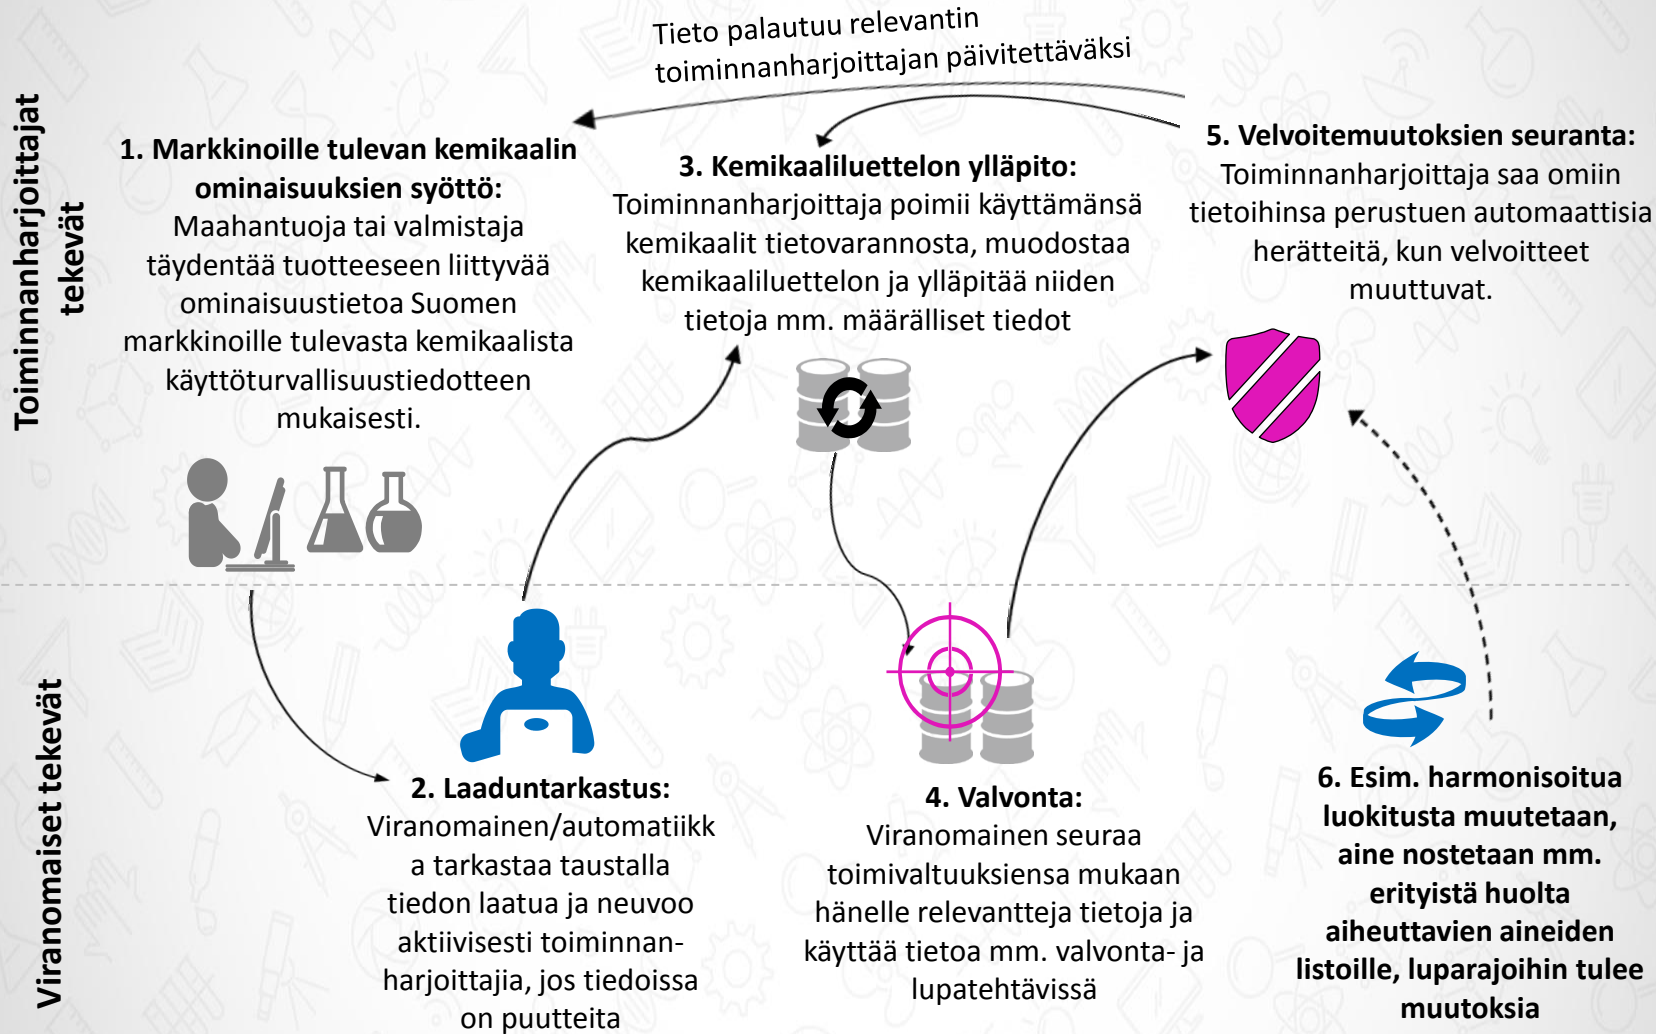 Tieto palautuu relevantin
toiminnanharjoittajan päivitettäväksi
Toiminnanharjoittajat
tekevät
1. Markkinoille tulevan kemikaalin
ominaisuuksien syöttö:
Maahantuoja tai valmistaja
täydentää tuotteeseen liittyvää
ominaisuustietoa Suomen
markkinoille tulevasta kemikaalista
käyttöturvallisuustiedotteen
mukaisesti.
3. Kemikaaliluettelon ylläpito:
Toiminnanharjoittaja poimii käyttämänsä
kemikaalit tietovarannosta, muodostaa
kemikaaliluettelon ja ylläpitää niiden
tietoja mm. määrälliset tiedot
5. Velvoitemuutoksien seuranta:
Toiminnanharjoittaja saa omiin
tietoihinsa perustuen automaattisia
herätteitä, kun velvoitteet
muuttuvat.
Viranomaiset tekevät
2. Laaduntarkastus:
Viranomainen/automatiikk
a tarkastaa taustalla
tiedon laatua ja neuvoo
aktiivisesti toiminnan-
harjoittajia, jos tiedoissa
on puutteita
4. Valvonta:
Viranomainen seuraa
toimivaltuuksiensa mukaan
hänelle relevantteja tietoja ja
käyttää tietoa mm. valvonta- ja
lupatehtävissä
6. Esim. harmonisoitua
luokitusta muutetaan,
aine nostetaan mm.
erityistä huolta
aiheuttavien aineiden
listoille, luparajoihin tulee
muutoksia